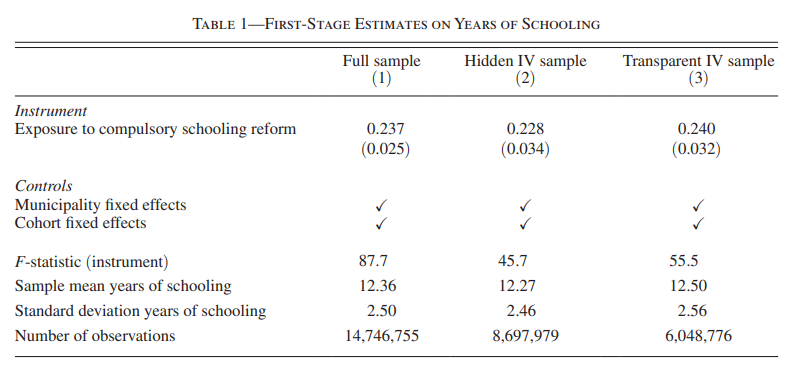 TABLE 1—FIRST-STAGE ESTIMATES ON YEARS OF SCHOOLING
Full sample Hidden IV sample Transparent IV sample
(1) (2) (3)
Instrument
Exposure to compulsory schooling reform 0.237 0.228 0.240
(0.025) (0.034) (0.032)
Controls
Municipality fixed effects ✓ ✓ ✓
Cohort fixed effects ✓ ✓ ✓
F-statistic (instrument) 87.7 45.7 55.5
Sample mean years of schooling 12.36 12.27 12.50
Standard deviation years of schooling 2.50 2.46 2.56
Number of observations 14,746,755 8,697,979 6,048,776